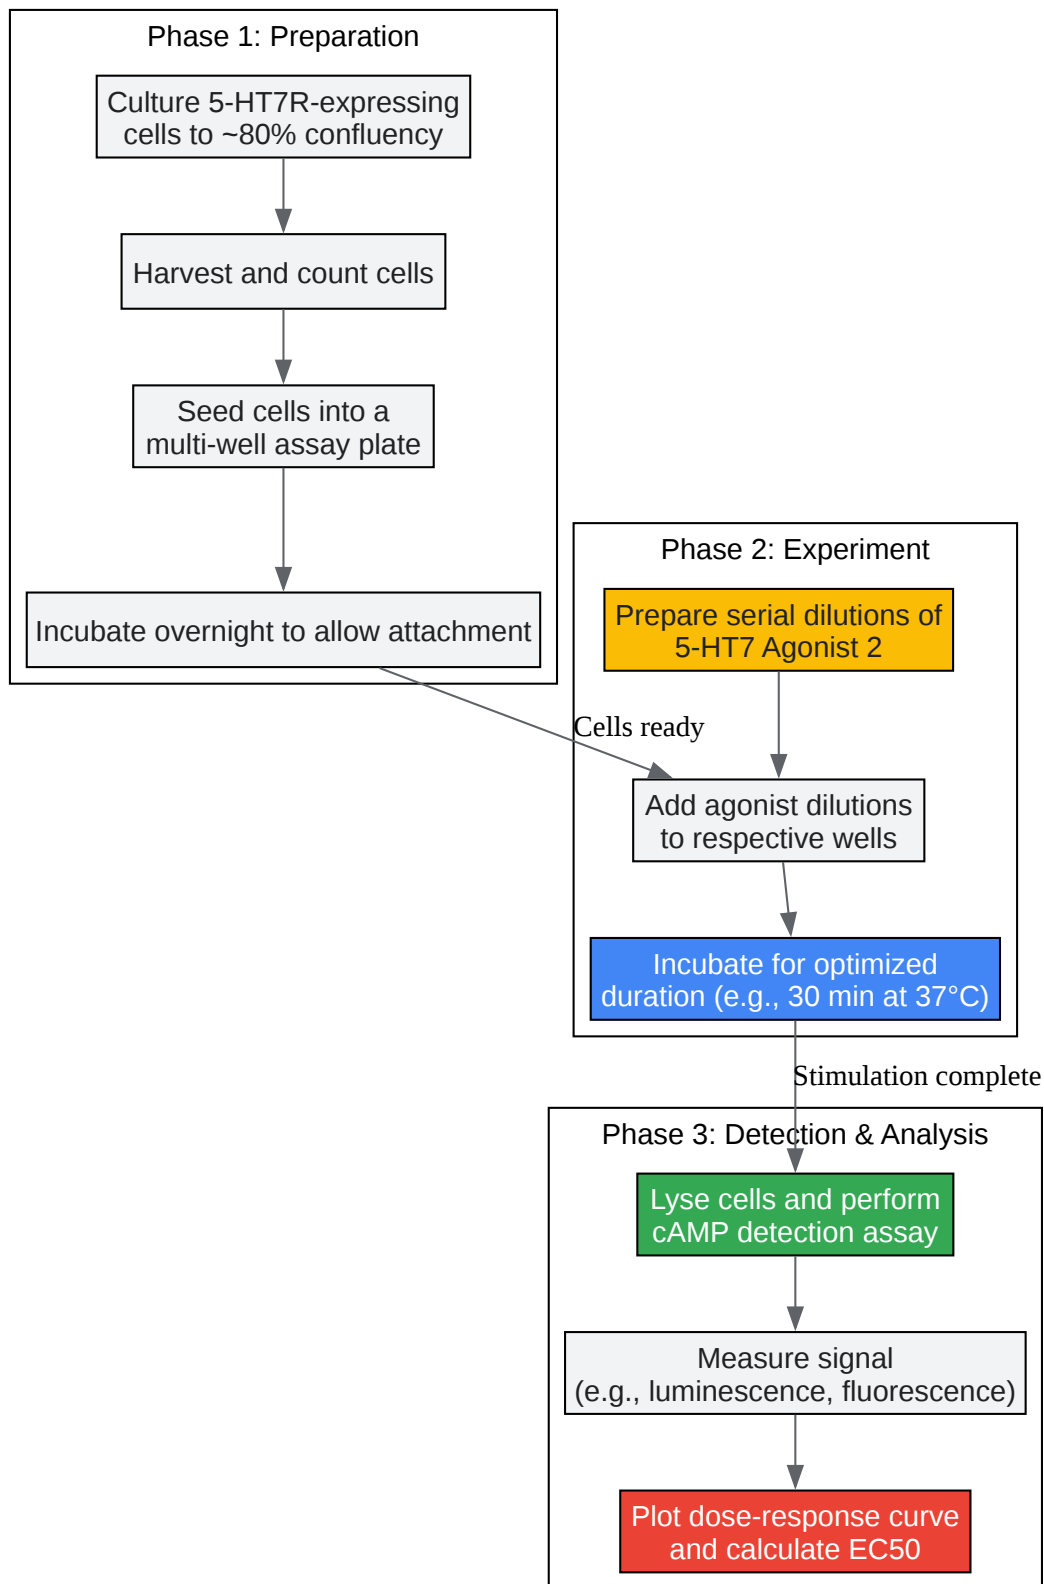 Phase 1: Preparation
Culture 5-HT7R-expressing
cells to ~80% confluency
Harvest and count cells
Seed cells into a
multi-well assay plate
Incubate overnight to allow attachment
Phase 2: Experiment
Prepare serial dilutions of
5-HT7 Agonist 2
Cells ready
Add agonist dilutions
to respective wells
Incubate for optimized
duration (e.g., 30 min at 37°C)
Stimulation complete
Phase 3: Detection & Analysis
Lyse cells and perform
cAMP detection assay
Measure signal
(e.g., luminescence, fluorescence)
Plot dose-response curve
and calculate EC50